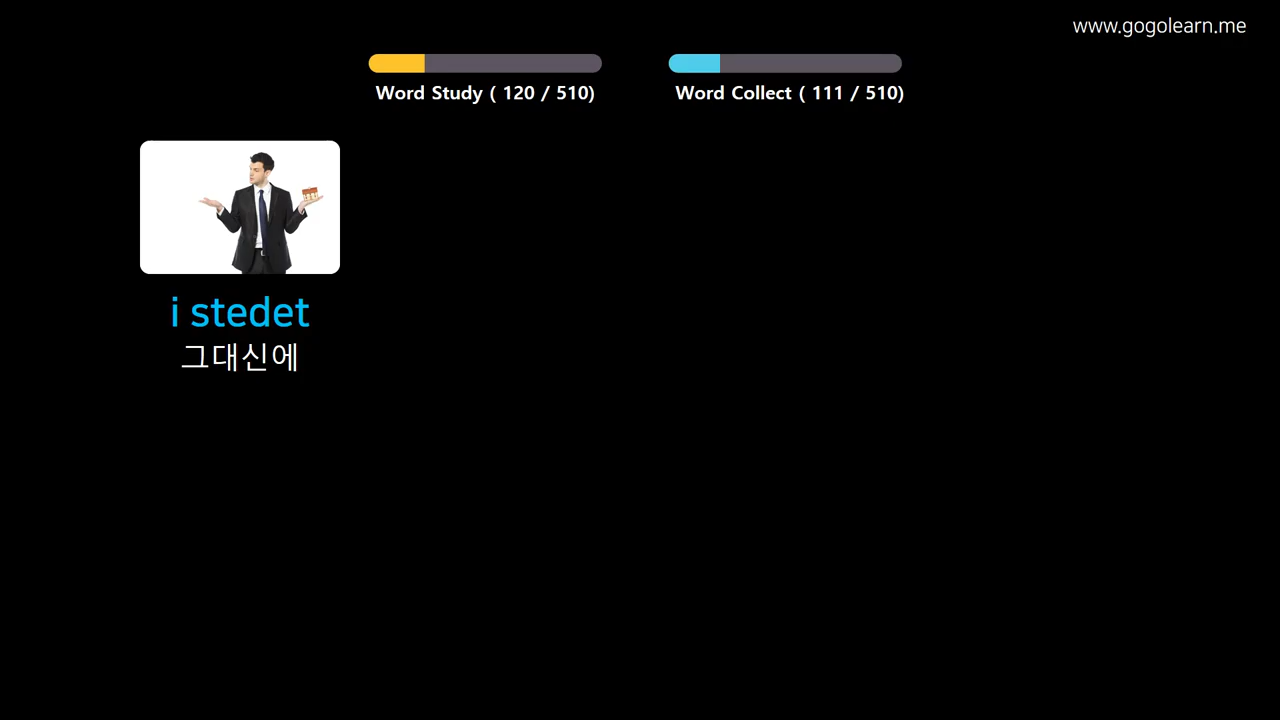 www.gogolearn.me
Word Study ( 120 / 510)
Word Collect ( 111 / 510)
i stedet
그대신에